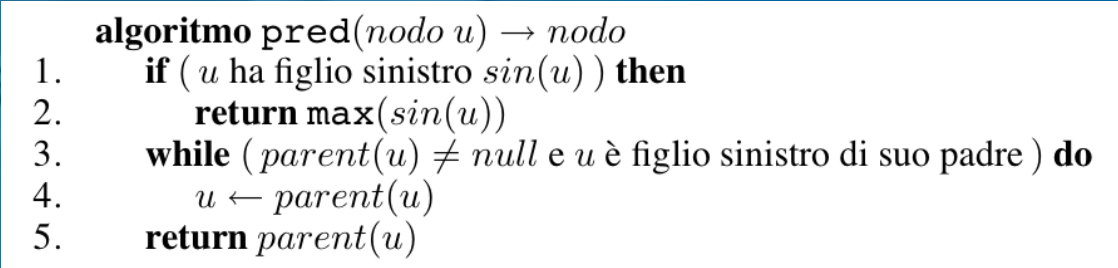 algoritmo pred(nodo u) → nodo
1. if ( u ha figlio sinistro sin(u) ) then
2. return max(sin(u))
3. while ( parent(u) ≠ null e u è figlio sinistro di suo padre ) do
4. u ← parent(u)
5. return parent(u)